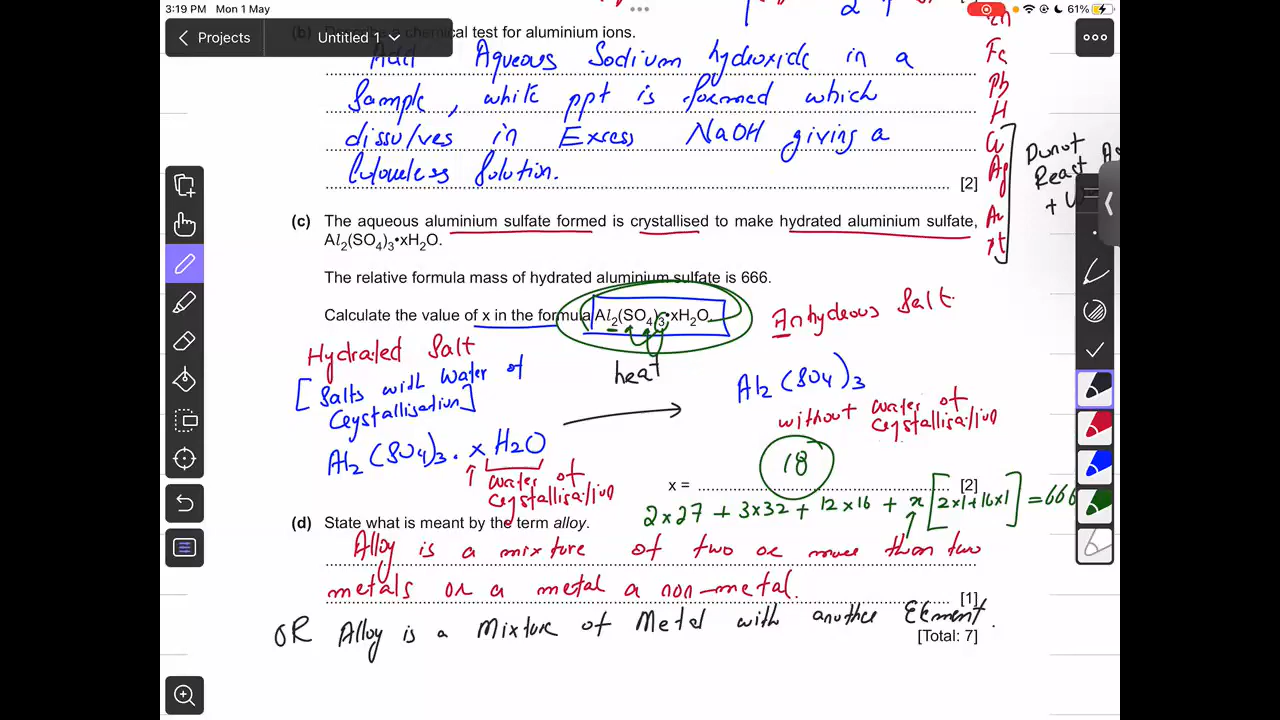 3:19 PM Mon 1 May
61%
Projects
Untitled 1
chemical test for aluminium ions.
Add Aqueous Sodium hydroxide in a
Sample, white ppt is formed which
dissolves in Excess NaOH giving a
Colourless Solution.
[2]
Fe
Pb
H
Cu
Ag
Au
Pt
Donot
React
(c) The aqueous aluminium sulfate formed is crystallised to make hydrated aluminium sulfate,
Al₂(SO₄)₃•xH₂O.
The relative formula mass of hydrated aluminium sulfate is 666.
Calculate the value of x in the formula Al₂(SO₄)₃•xH₂O.
Anhydrous Salt
Hydrated Salt
[Salts with Water of
Crystallisation]
heat
Al₂(SO₄)₃
without water of
crystallisation
Al₂(SO₄)₃ . x H₂O
water of
crystallisation
x = 18 [2]
2×27 + 3×32 + 12×16 + x [2×1+16×1] = 666
(d) State what is meant by the term alloy.
Alloy is a mixture of two or more than two
metals or a metal a non-metal.
[1]
OR Alloy is a Mixture of Metal with another Element.
[Total: 7]